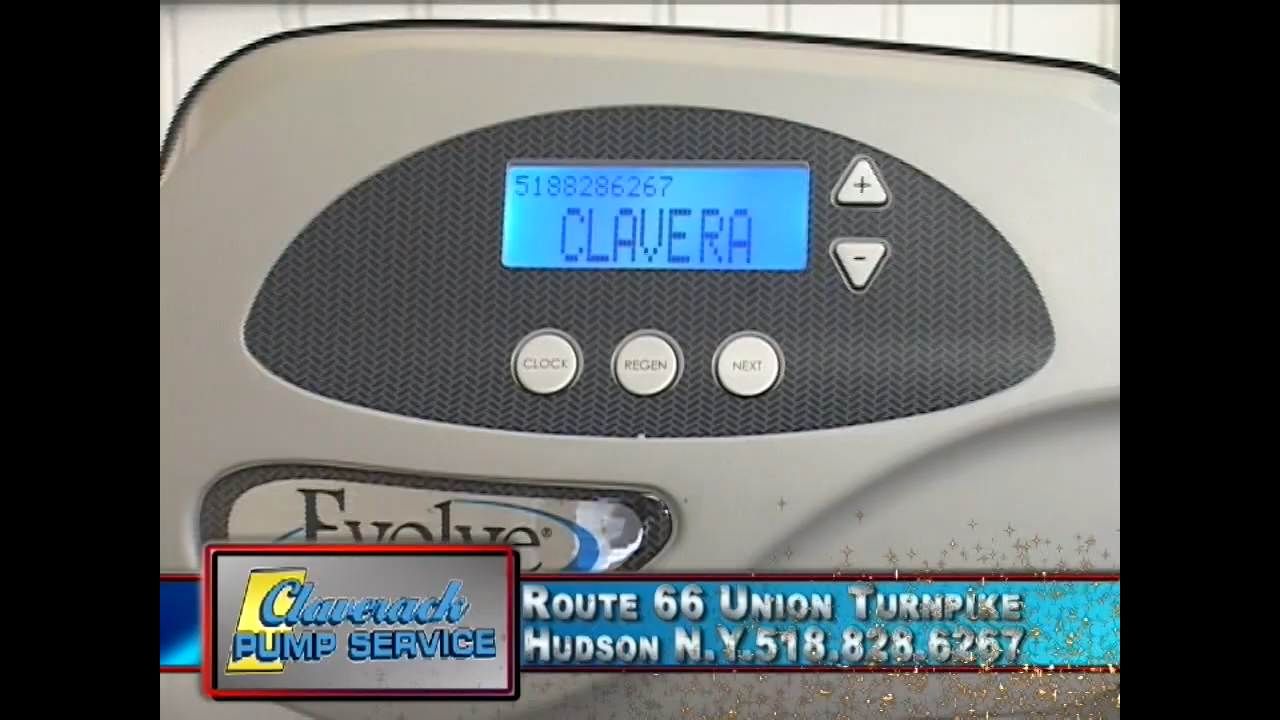 5188286267
CLAVERA
+
-
CLOCK
REGEN
NEXT
Evolve®
Claverack
PUMP SERVICE
ROUTE 66 UNION TURNPIKE
HUDSON N.Y.518.828.6267